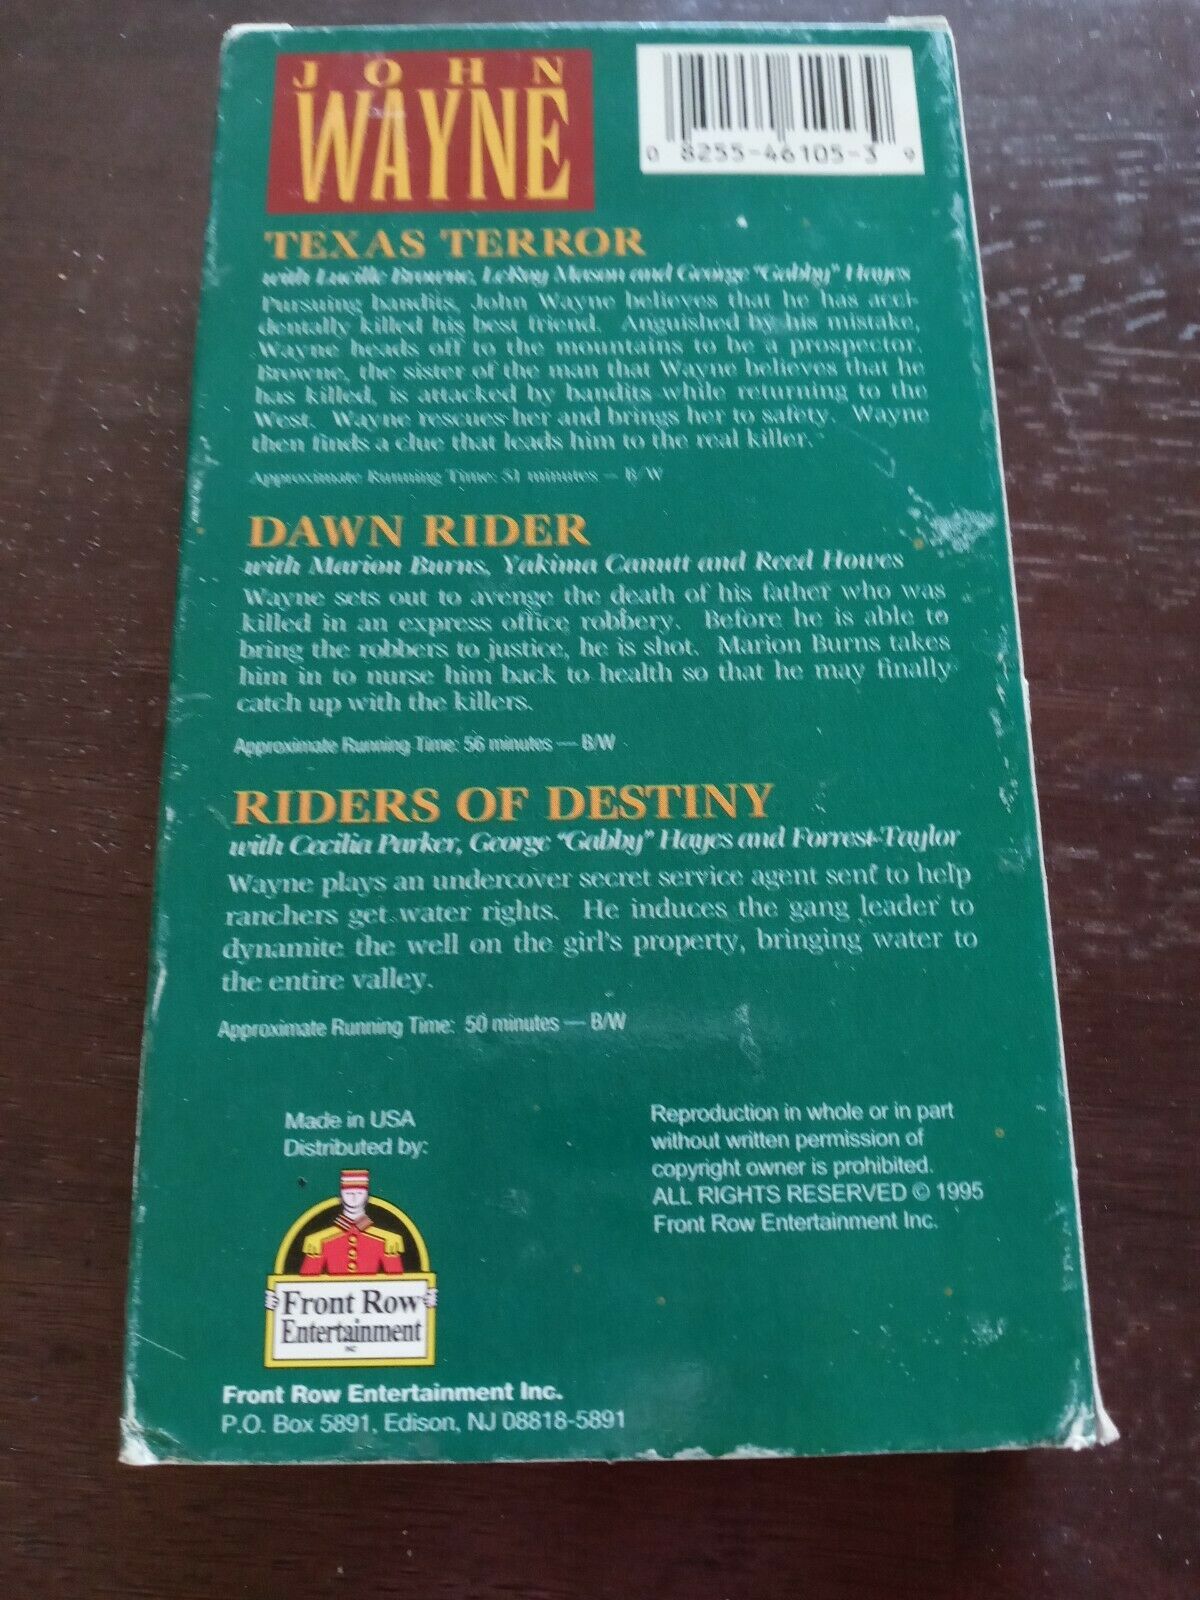 JOHN
WAYNE
0 8255-46105-3 9
TEXAS TERROR
with Lucille Browne, LeRoy Mason and George "Gabby" Hayes
Pursuing bandits, John Wayne believes that he has acci-
dentally killed his best friend. Anguished by his mistake,
Wayne heads off to the mountains to be a prospector.
Browne, the sister of the man that Wayne believes that he
has killed, is attacked by bandits while returning to the
West. Wayne rescues her and brings her to safety. Wayne
then finds a clue that leads him to the real killer.
Approximate Running Time: 51 minutes — B/W
DAWN RIDER
with Marion Burns, Yakima Canutt and Reed Howes
Wayne sets out to avenge the death of his father who was
killed in an express office robbery. Before he is able to
bring the robbers to justice, he is shot. Marion Burns takes
him in to nurse him back to health so that he may finally
catch up with the killers.
Approximate Running Time: 56 minutes — B/W
RIDERS OF DESTINY
with Cecilia Parker, George "Gabby" Hayes and Forrest Taylor
Wayne plays an undercover secret service agent sent to help
ranchers get water rights. He induces the gang leader to
dynamite the well on the girl's property, bringing water to
the entire valley.
Approximate Running Time: 50 minutes — B/W
Made in USA
Distributed by:
Front Row
Entertainment
INC
Front Row Entertainment Inc.
P.O. Box 5891, Edison, NJ 08818-5891
Reproduction in whole or in part
without written permission of
copyright owner is prohibited.
ALL RIGHTS RESERVED © 1995
Front Row Entertainment Inc.